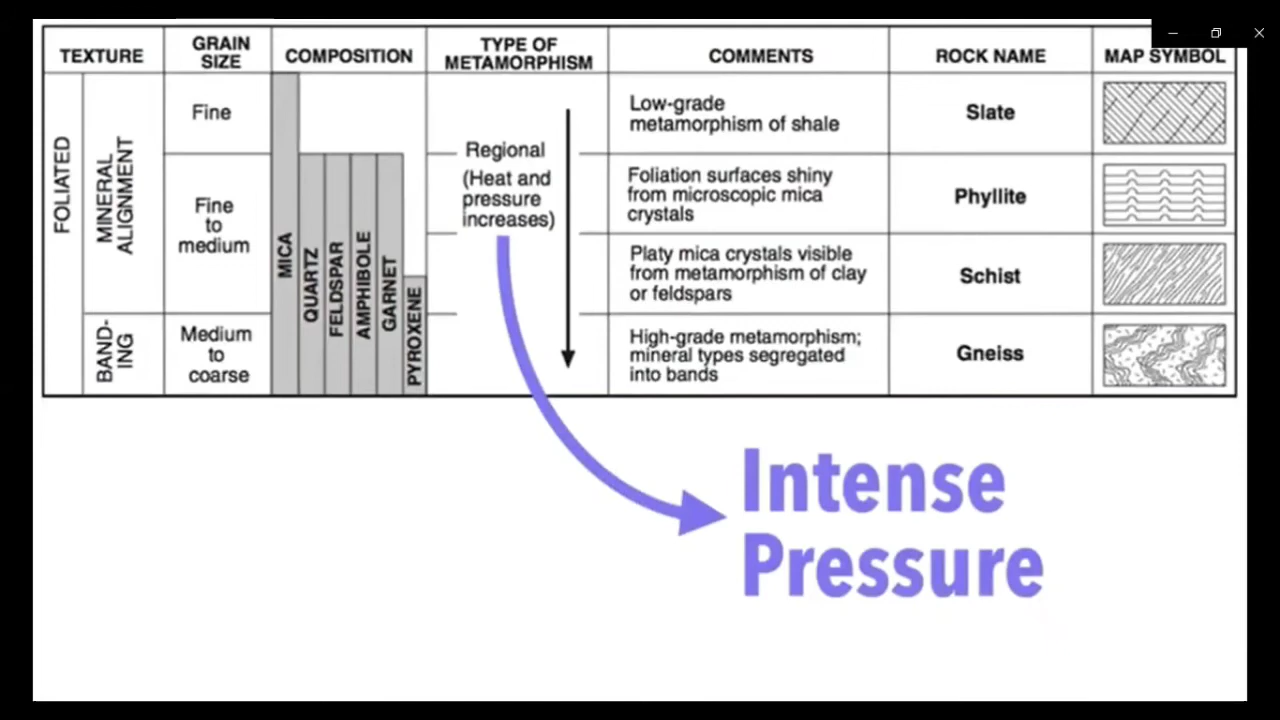 TEXTURE
GRAIN
SIZE
COMPOSITION
TYPE OF
METAMORPHISM
COMMENTS
ROCK NAME
MAP SYMBOL
FOLIATED
MINERAL
ALIGNMENT
BAND-
ING
Fine
Fine
to
medium
Medium
to
coarse
MICA
QUARTZ
FELDSPAR
AMPHIBOLE
GARNET
PYROXENE
Regional
(Heat and
pressure
increases)
Low-grade
metamorphism of shale
Slate
Foliation surfaces shiny
from microscopic mica
crystals
Phyllite
Platy mica crystals visible
from metamorphism of clay
or feldspars
Schist
High-grade metamorphism;
mineral types segregated
into bands
Gneiss
Intense
Pressure